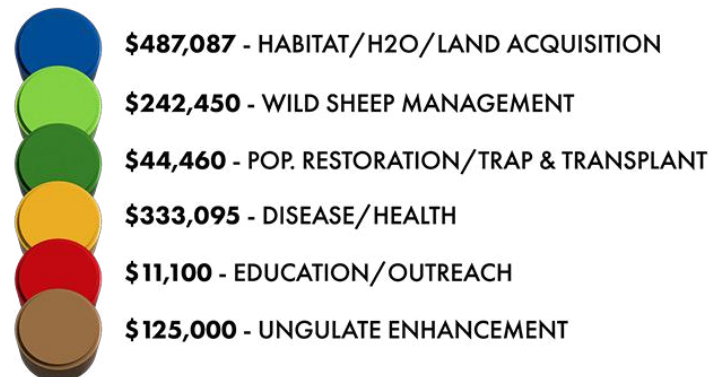 $487,087 - HABITAT/H2O/LAND ACQUISITION
$242,450 - WILD SHEEP MANAGEMENT
$44,460 - POP. RESTORATION/TRAP & TRANSPLANT
$333,095 - DISEASE/HEALTH
$11,100 - EDUCATION/OUTREACH
$125,000 - UNGULATE ENHANCEMENT